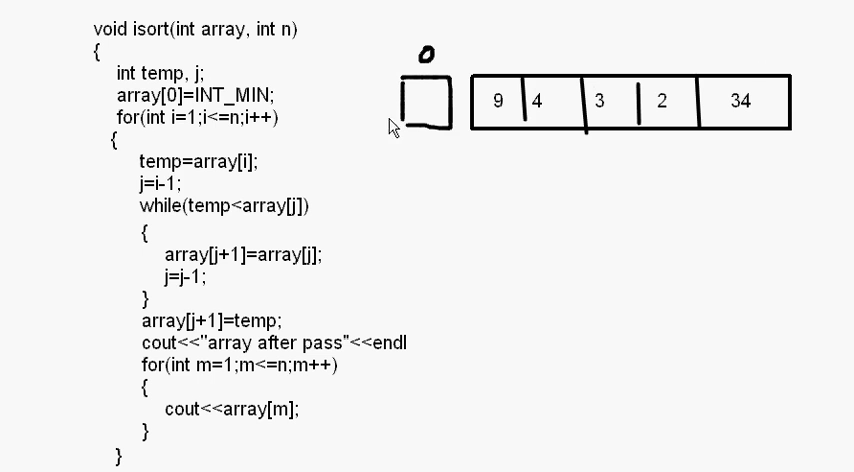 void isort(int array, int n)
{
int temp, j;
array[0]=INT_MIN;
for(int i=1;i<=n;i++)
{
temp=array[i];
j=i-1;
while(temp<array[j])
{
array[j+1]=array[j];
j=j-1;
}
array[j+1]=temp;
cout<<"array after pass"<<endl
for(int m=1;m<=n;m++)
{
cout<<array[m];
}
}
0
9 4 3 2 34